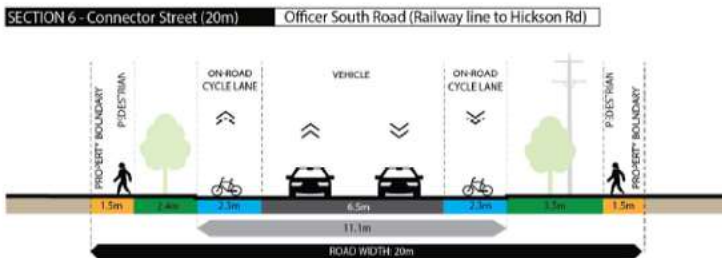 SECTION 6 - Connector Street (20m) Officer South Road (Railway line to Hickson Rd)
PROPERTY BOUNDARY
PEDESTRIAN
ON-ROAD
CYCLE LANE
VEHICLE
ON-ROAD
CYCLE LANE
PEDESTRIAN
PROPERTY BOUNDARY
1.5m 2.4m 2.3m 6.5m 2.3m 3.5m 1.5m
11.1m
ROAD WIDTH: 20m